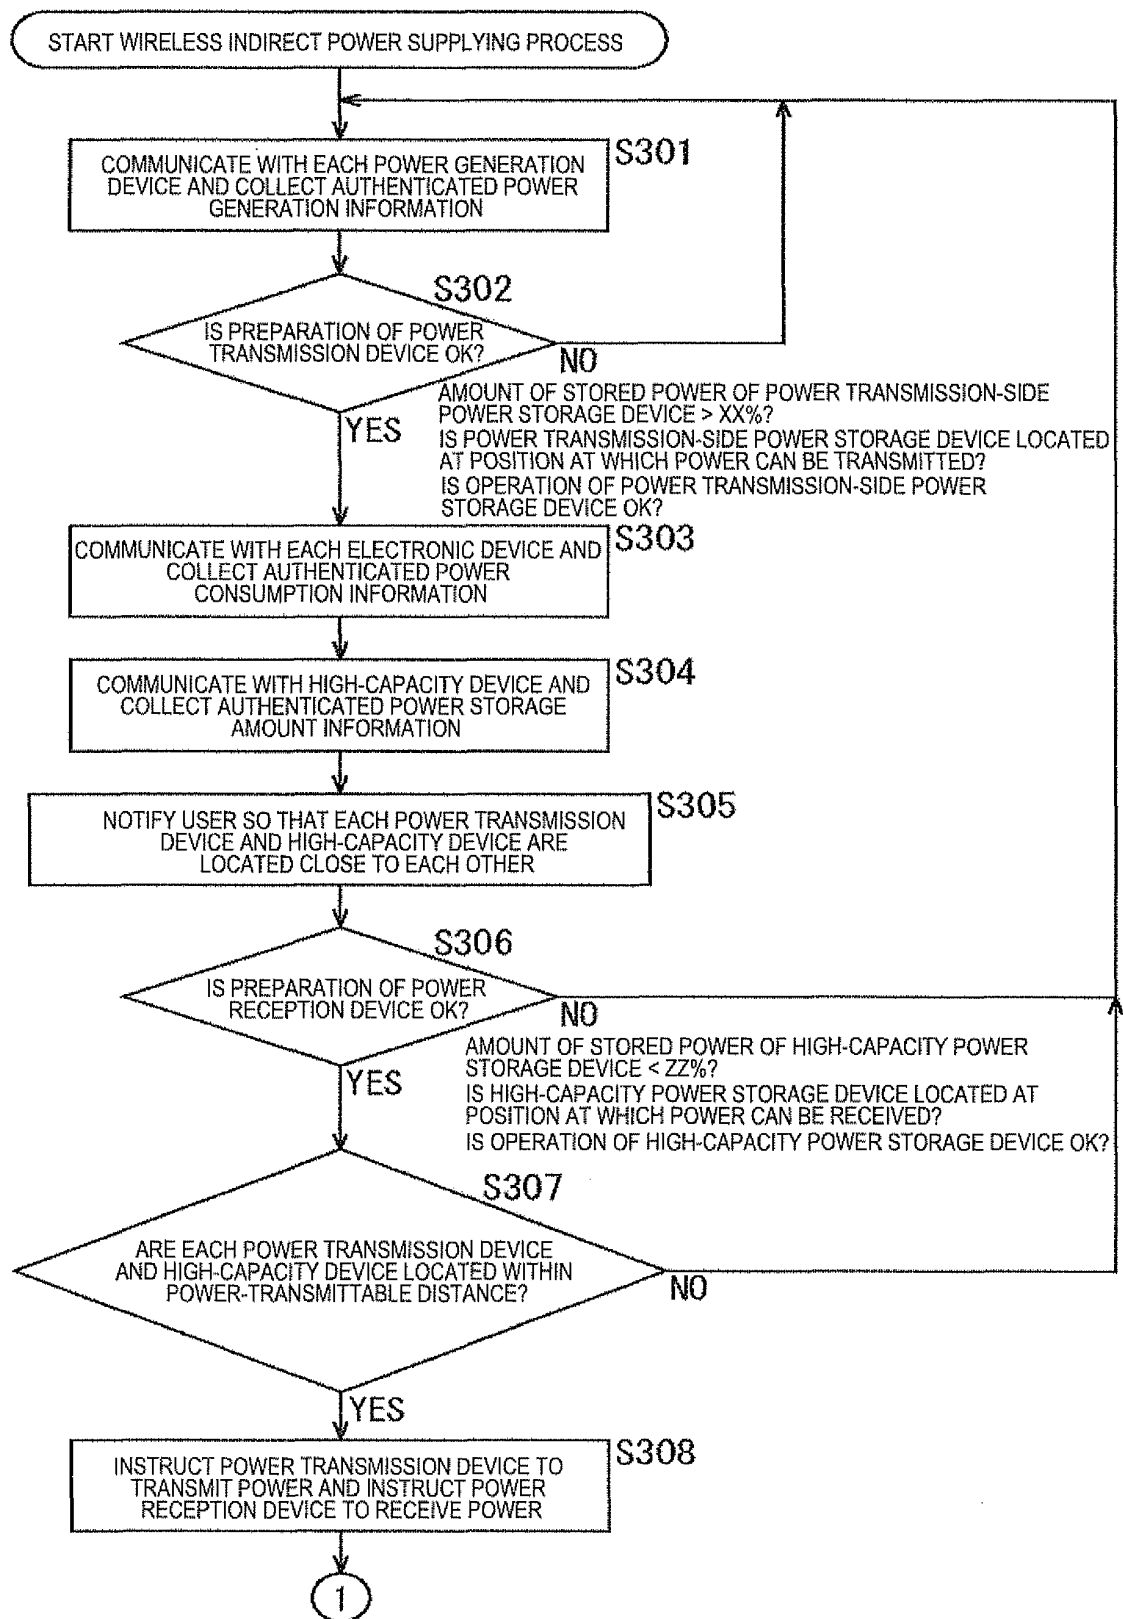 START WIRELESS INDIRECT POWER SUPPLYING PROCESS
S301
COMMUNICATE WITH EACH POWER GENERATION
DEVICE AND COLLECT AUTHENTICATED POWER
GENERATION INFORMATION
S302
IS PREPARATION OF POWER
TRANSMISSION DEVICE OK?
NO
YES
AMOUNT OF STORED POWER OF POWER TRANSMISSION-SIDE
POWER STORAGE DEVICE > XX%?
IS POWER TRANSMISSION-SIDE POWER STORAGE DEVICE LOCATED
AT POSITION AT WHICH POWER CAN BE TRANSMITTED?
IS OPERATION OF POWER TRANSMISSION-SIDE POWER
STORAGE DEVICE OK?
S303
COMMUNICATE WITH EACH ELECTRONIC DEVICE AND
COLLECT AUTHENTICATED POWER
CONSUMPTION INFORMATION
S304
COMMUNICATE WITH HIGH-CAPACITY DEVICE AND
COLLECT AUTHENTICATED POWER STORAGE
AMOUNT INFORMATION
S305
NOTIFY USER SO THAT EACH POWER TRANSMISSION
DEVICE AND HIGH-CAPACITY DEVICE ARE
LOCATED CLOSE TO EACH OTHER
S306
IS PREPARATION OF POWER
RECEPTION DEVICE OK?
NO
YES
AMOUNT OF STORED POWER OF HIGH-CAPACITY POWER
STORAGE DEVICE < ZZ%?
IS HIGH-CAPACITY POWER STORAGE DEVICE LOCATED AT
POSITION AT WHICH POWER CAN BE RECEIVED?
IS OPERATION OF HIGH-CAPACITY POWER STORAGE DEVICE OK?
S307
ARE EACH POWER TRANSMISSION DEVICE
AND HIGH-CAPACITY DEVICE LOCATED WITHIN
POWER-TRANSMITTABLE DISTANCE?
NO
YES
S308
INSTRUCT POWER TRANSMISSION DEVICE TO
TRANSMIT POWER AND INSTRUCT POWER
RECEPTION DEVICE TO RECEIVE POWER
1